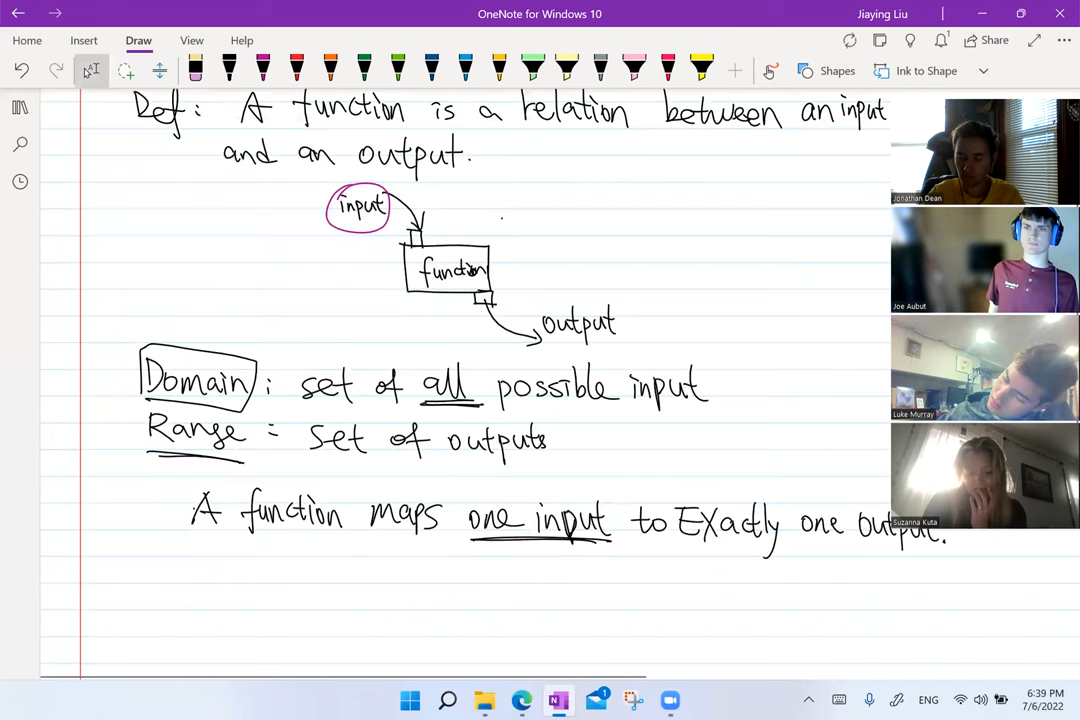 OneNote for Windows 10
Jiaying Liu
Home Insert Draw View Help
Share
Shapes
Ink to Shape
Def: A function is a relation between an input
and an output.
input
function
output
Domain: set of all possible input
Range: set of outputs
A function maps one input to EXactly one output.
Jonathan Dean
Joe Aubut
Luke Murray
Suzanna Kuta
1
ENG
6:39 PM
7/6/2022